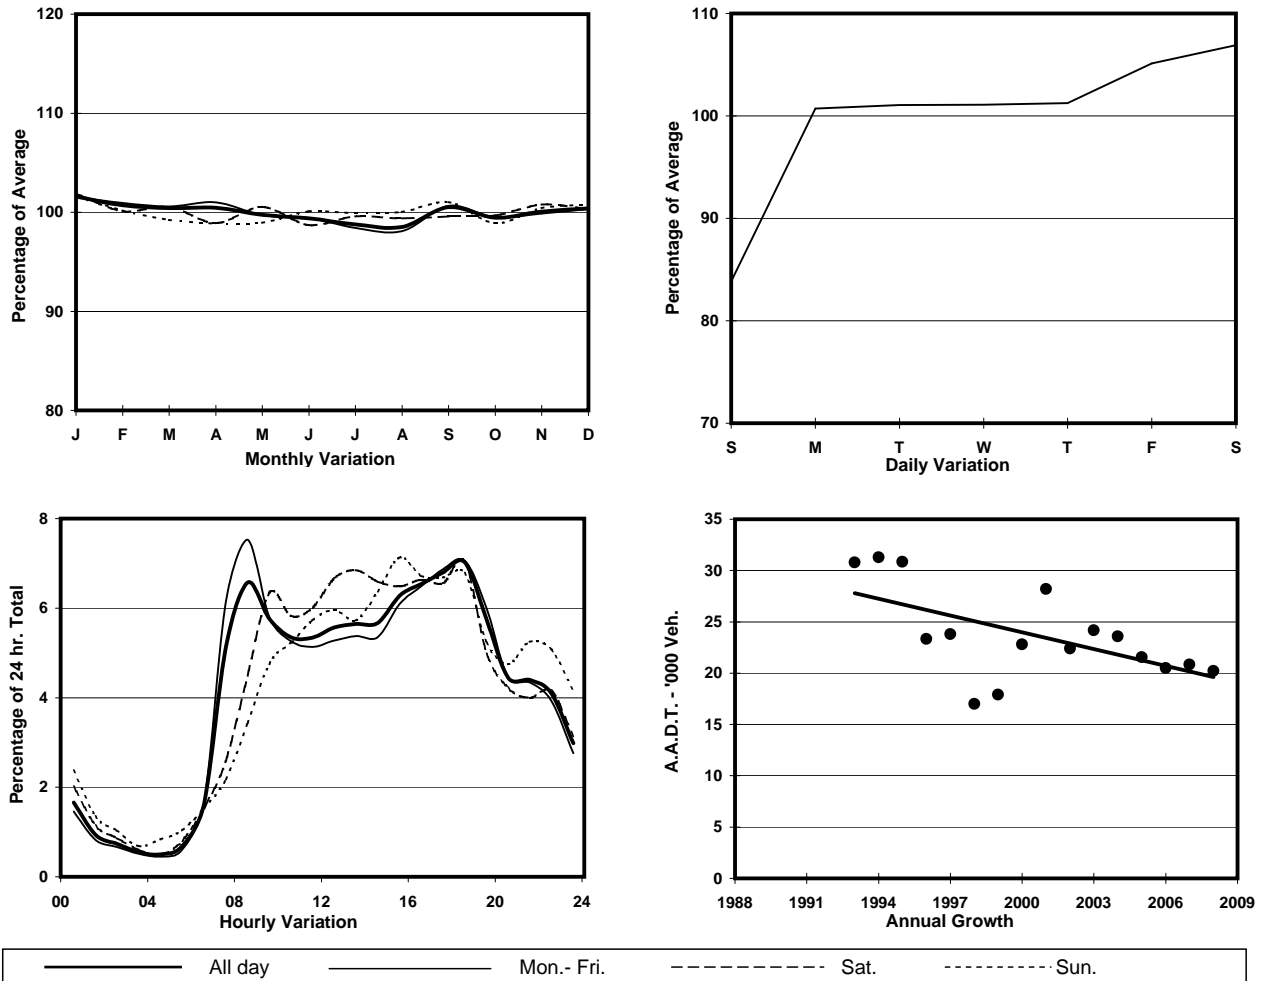 120
110
100
90
80
Percentage of Average
J F M A M J J A S O N D
Monthly Variation
110
100
90
80
70
Percentage of Average
S M T W T F S
Daily Variation
8
6
4
2
0
Percentage of 24 hr. Total
00 04 08 12 16 20 24
Hourly Variation
35
30
25
20
15
10
5
0
A.A.D.T. - '000 Veh.
1988 1991 1994 1997 2000 2003 2006 2009
Annual Growth
All day Mon.- Fri. Sat. Sun.